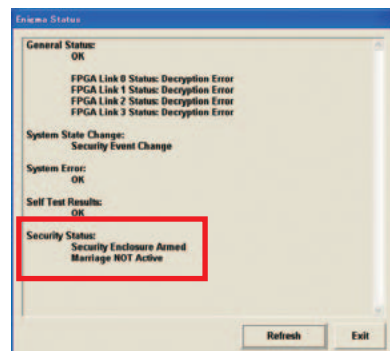 Enigma Status
General Status:
OK
FPGA Link 0 Status: Decryption Error
FPGA Link 1 Status: Decryption Error
FPGA Link 2 Status: Decryption Error
FPGA Link 3 Status: Decryption Error
System State Change:
Security Event Change
System Error:
OK
Self Test Results:
OK
Security Status:
Security Enclosure Armed
Marriage NOT Active
Refresh Exit